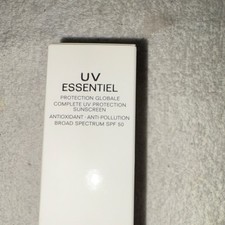 UV
ESSENTIEL
PROTECTION GLOBALE
COMPLETE UV PROTECTION
SUNSCREEN
ANTIOXIDANT · ANTI-POLLUTION
BROAD SPECTRUM SPF 50